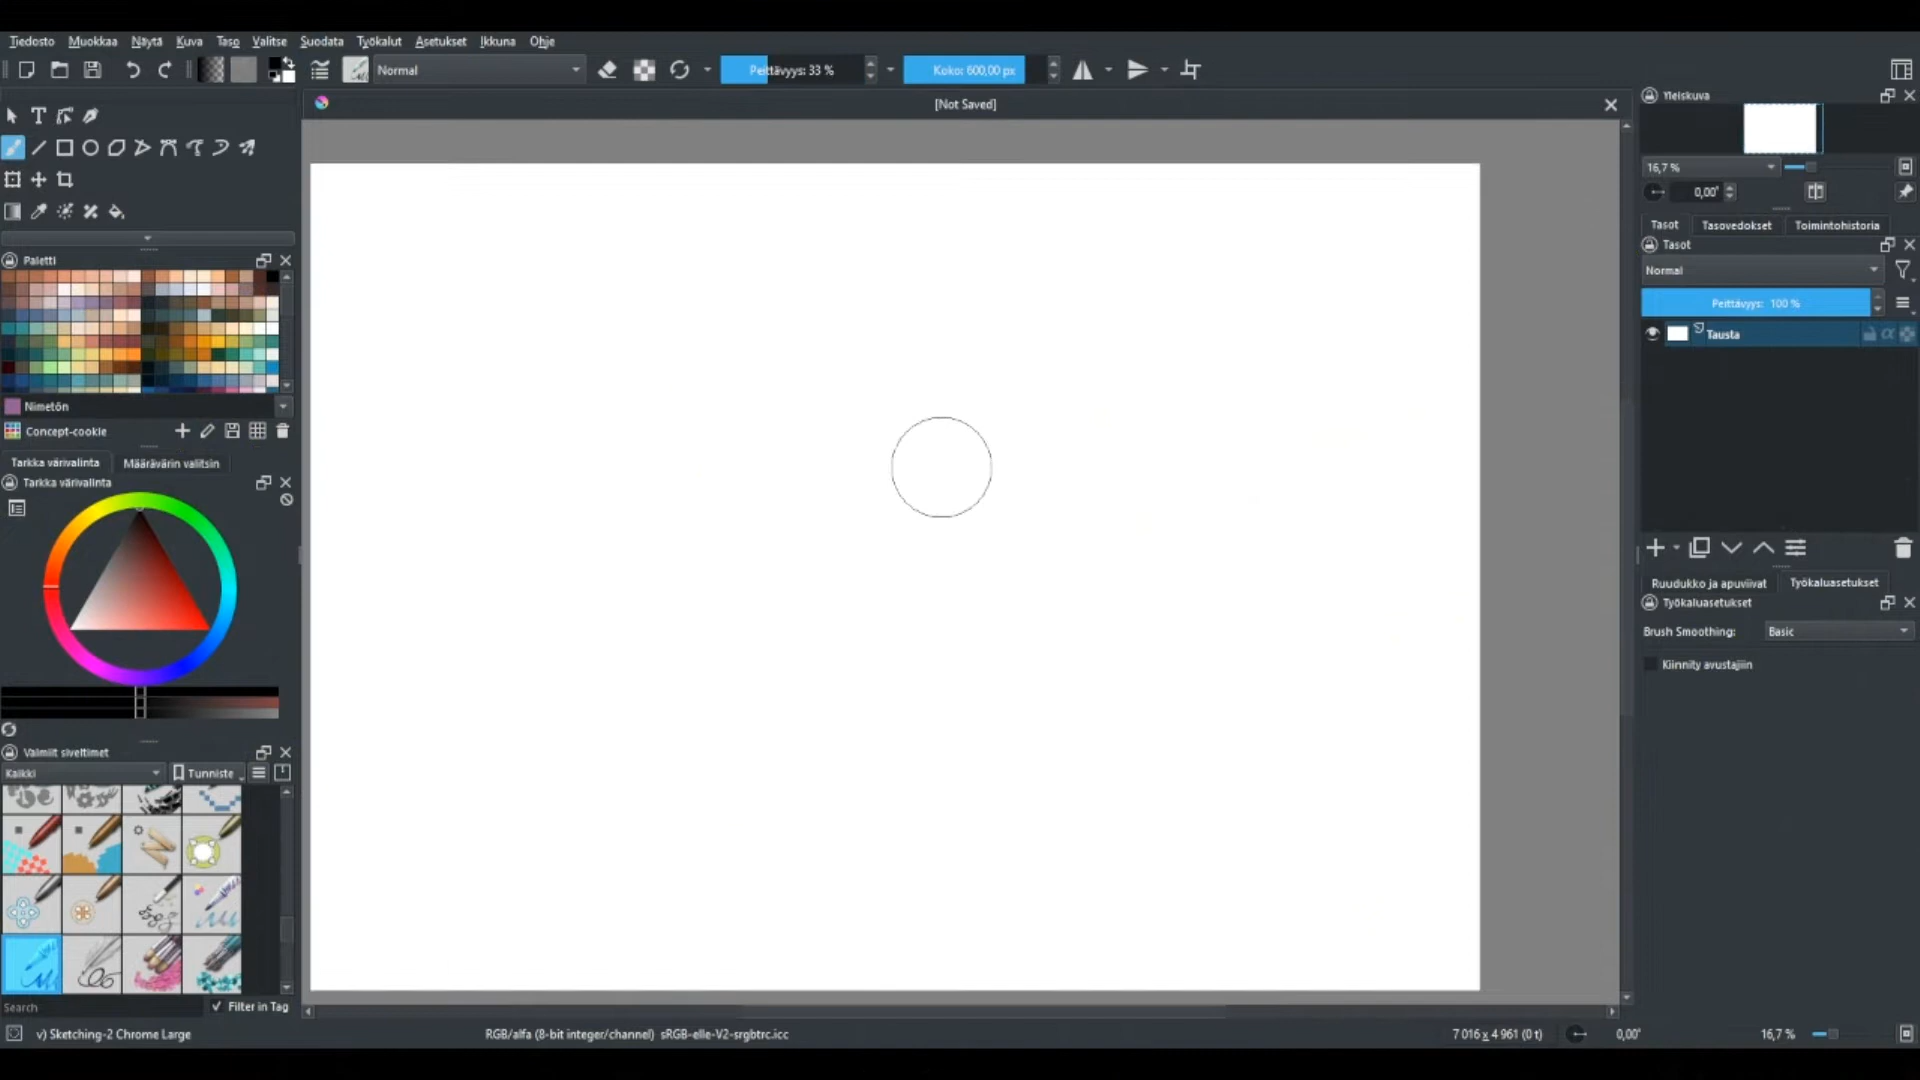 Tiedosto Muokkaa Näytä Kuva Taso Valitse Suodata Työkalut Asetukset Ikkuna Ohje
Normal Peittävyys: 33 % Koko: 600,00 px
[Not Saved]
Yleiskuva
16,7 %
0,00°
Tasot Tasovedokset Toimintohistoria
Tasot
Normal
Peittävyys: 100 %
Tausta
Paletti
Nimetön
Concept-cookie
Tarkka värivalinta Määrävärin valitsin
Tarkka värivalinta
Ruudukko ja apuviivat Työkaluasetukset
Työkaluasetukset
Brush Smoothing: Basic
Kiinnity avustajiin
Valmiit siveltimet
Kaikki Tunniste
Search Filter in Tag
v) Sketching-2 Chrome Large RGB/alfa (8-bit integer/channel) sRGB-elle-V2-srgbtrc.icc 7 016 x 4 961 (0 t) 0,00° 16,7 %